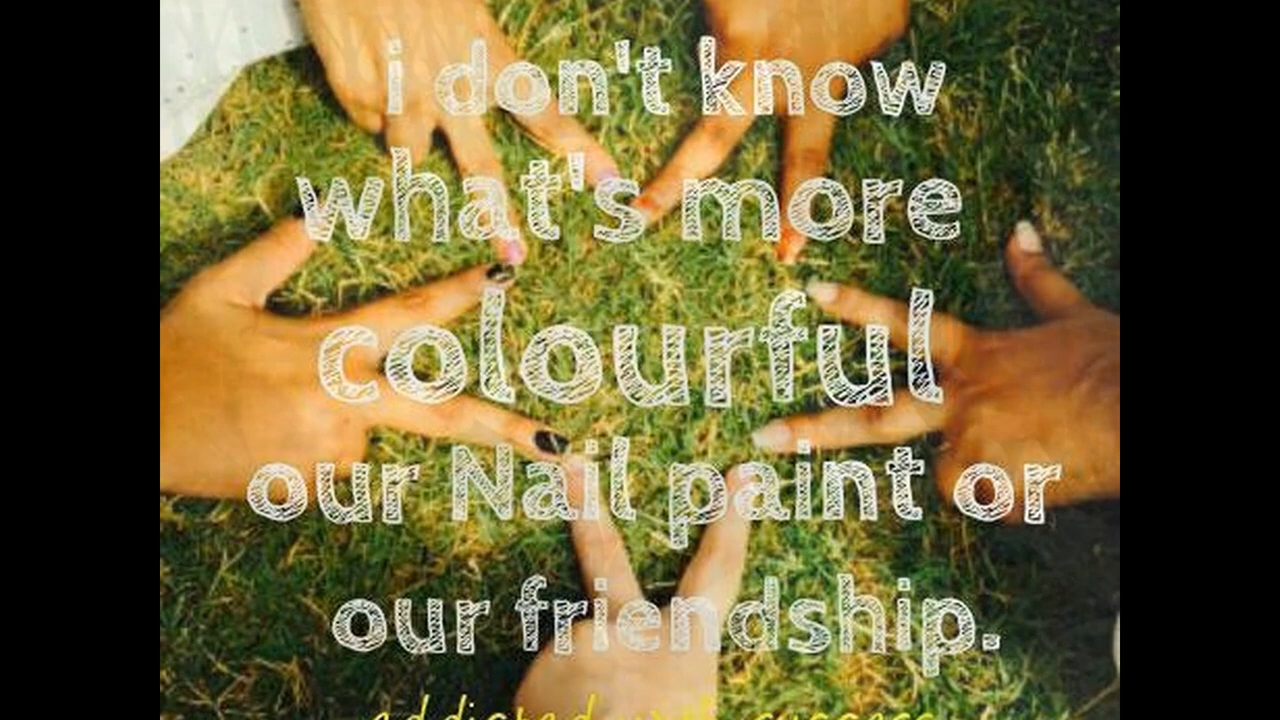 i don't know
what's more
colourful
our Nail paint or
our friendship.